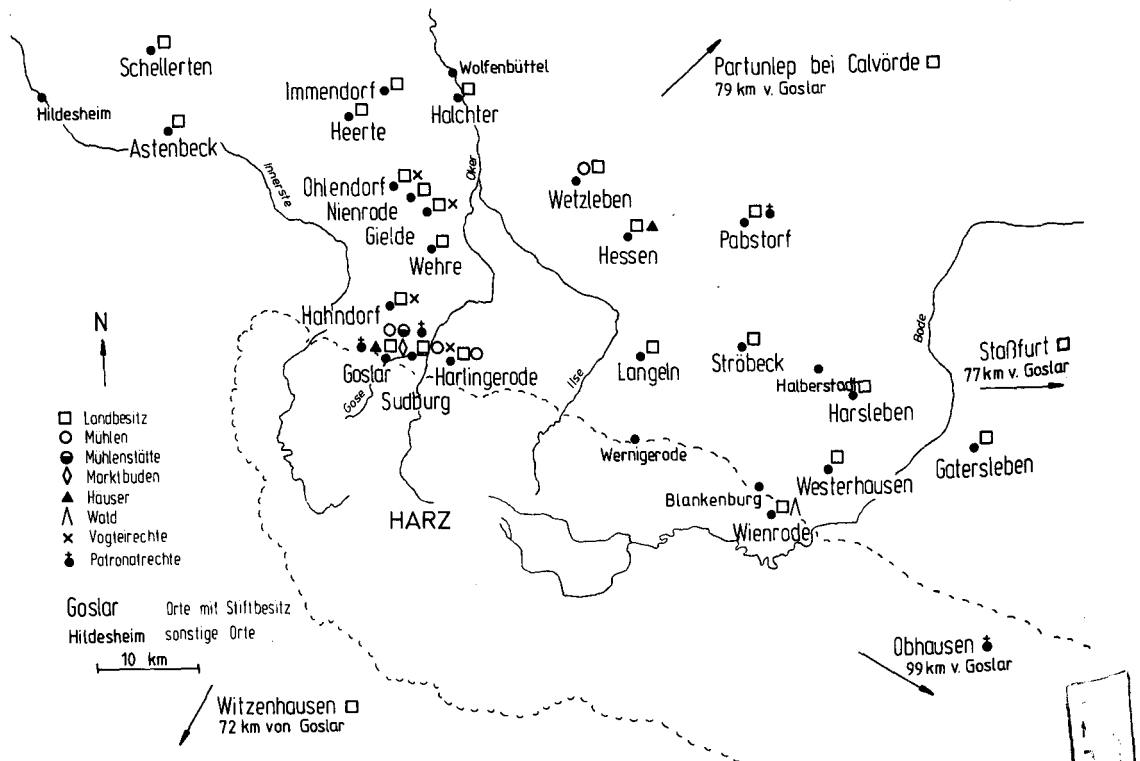 Schellerten
Hildesheim
Astenbeck
Innerste
Immendorf
Heerte
Wolfenbüttel
Halchter
Oker
Partunlep bei Calvörde
79 km v. Goslar
Ohlendorf
Nienrode
Gielde
Wehre
Wetzleben
Hessen
Pabstorf
N
Hahndorf
Goslar
Harlingerode
Sudburg
Gose
Ilse
Langeln
Ströbeck
Halberstadt
Harsleben
Bode
Staßfurt
77 km v. Goslar
Wernigerode
Blankenburg
Westerhausen
Gatersleben
Wienrode
HARZ
Landbesitz
Mühlen
Mühlenstätte
Marktbuden
Häuser
Wald
Vogteirechte
Patronatrechte
Goslar Orte mit Stiftbesitz
Hildesheim sonstige Orte
10 km
Witzenhausen
72 km von Goslar
Obhausen
99 km v. Goslar